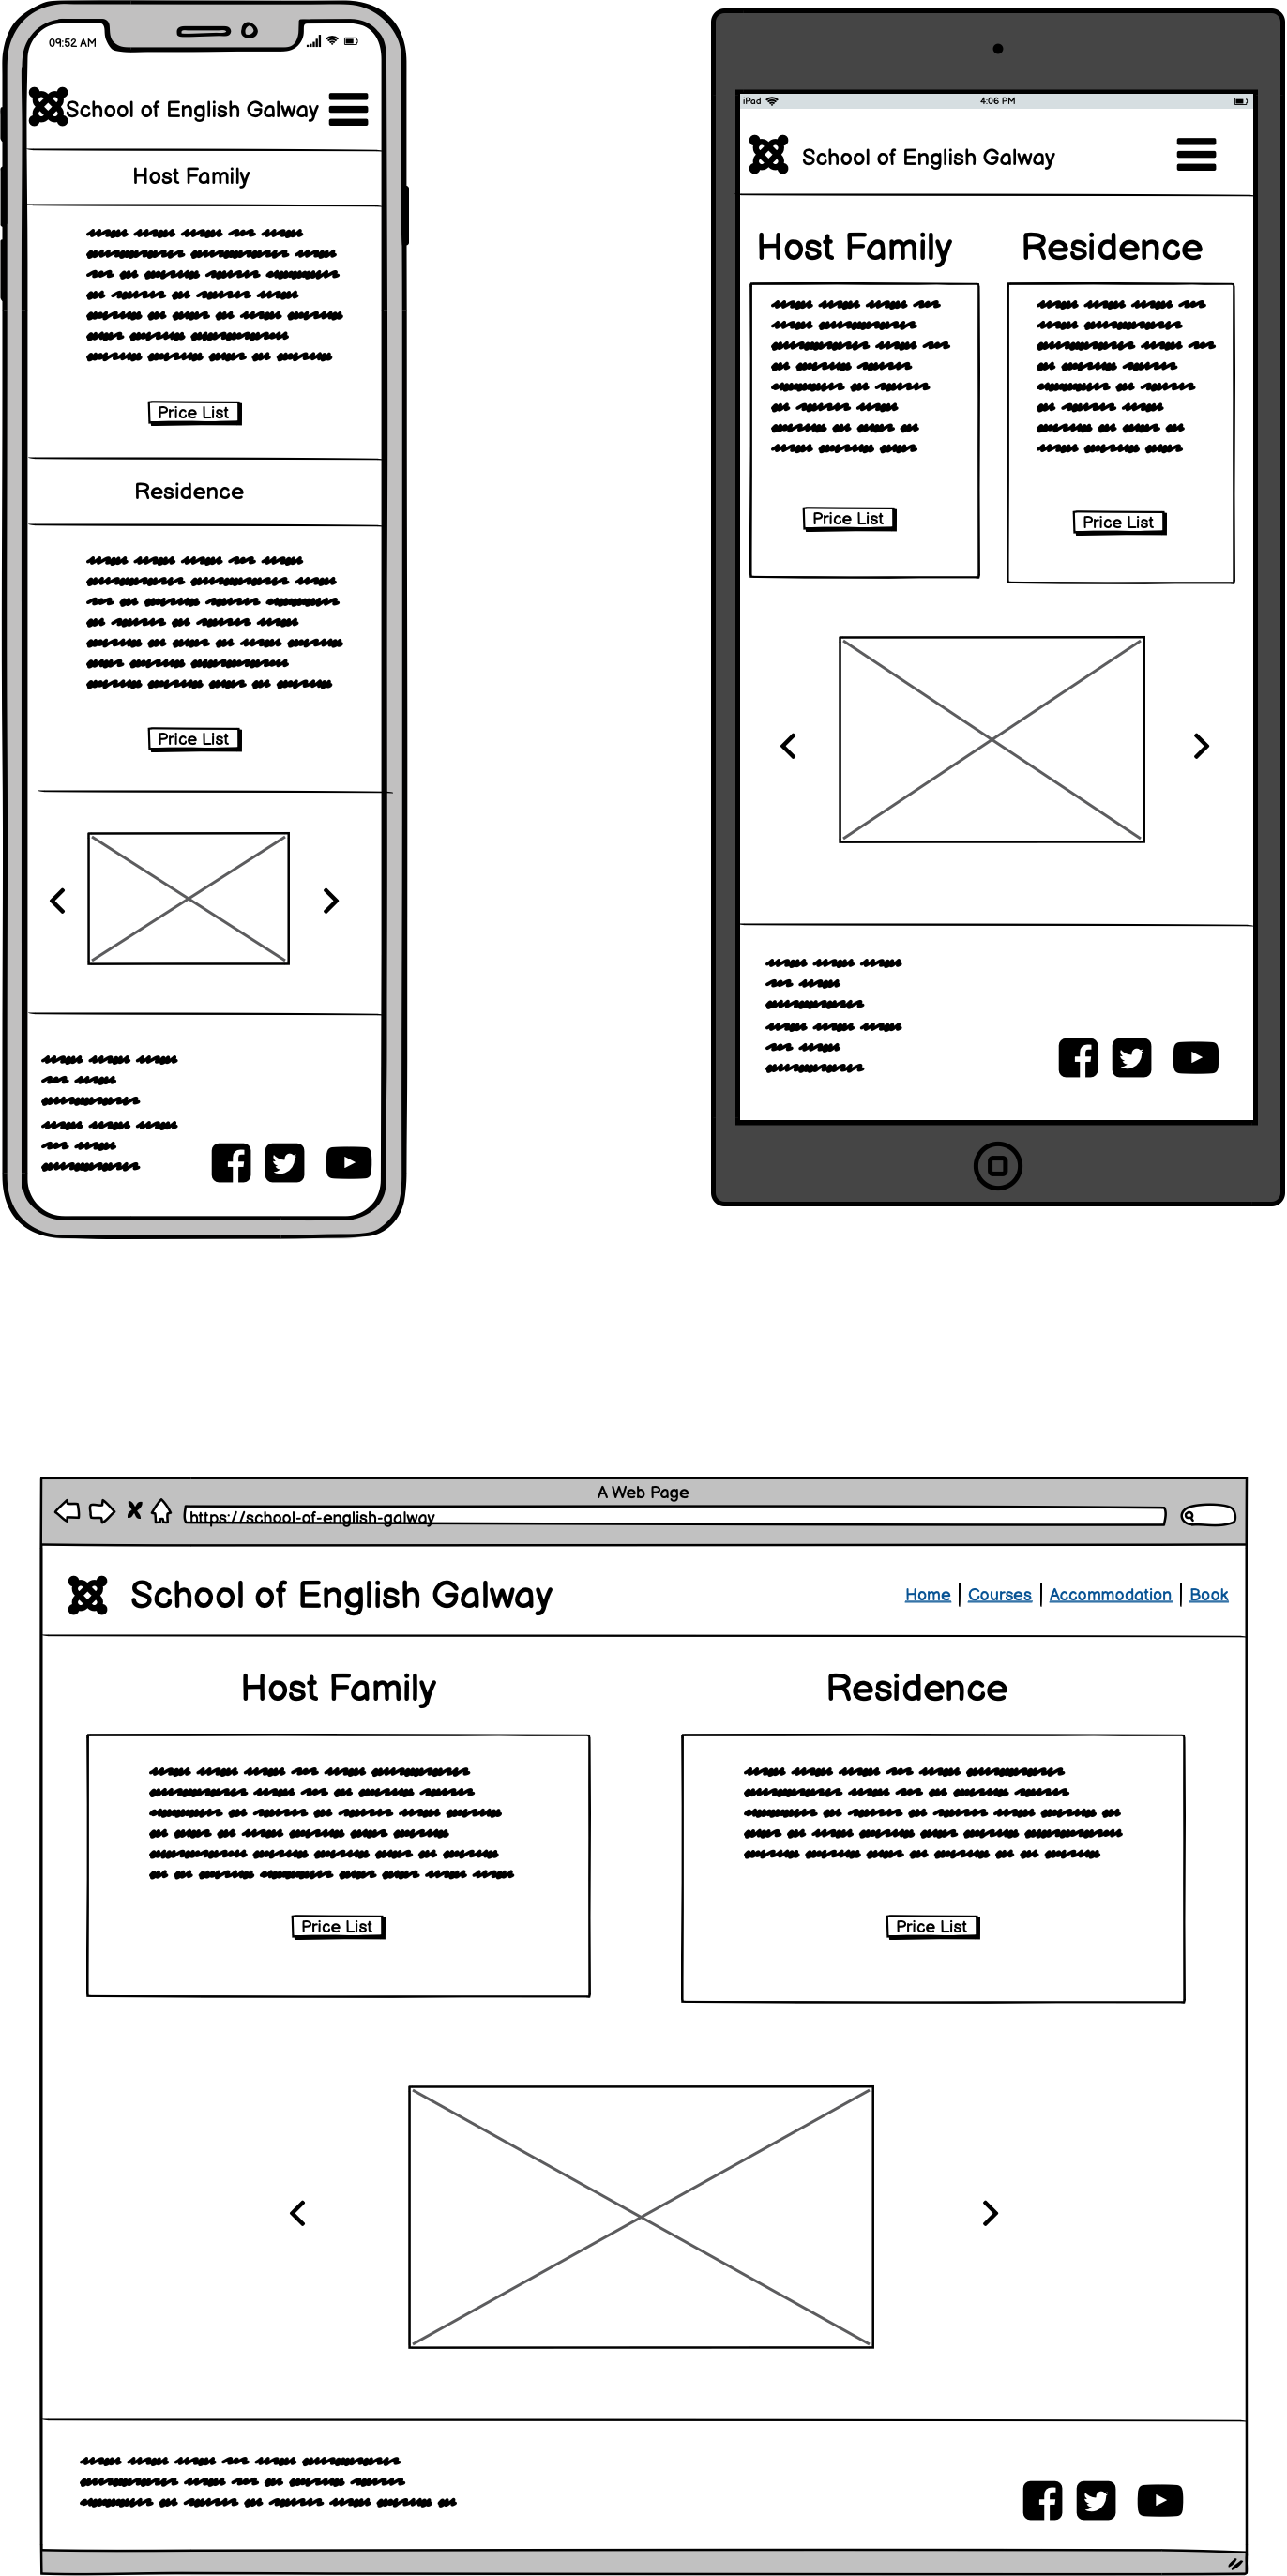 09:52 AM
School of English Galway
Host Family
Price List
Residence
Price List
iPad
4:06 PM
School of English Galway
Host Family
Residence
Price List
Price List
A Web Page
https://school-of-english-galway
School of English Galway
Home | Courses | Accommodation | Book
Host Family
Residence
Price List
Price List